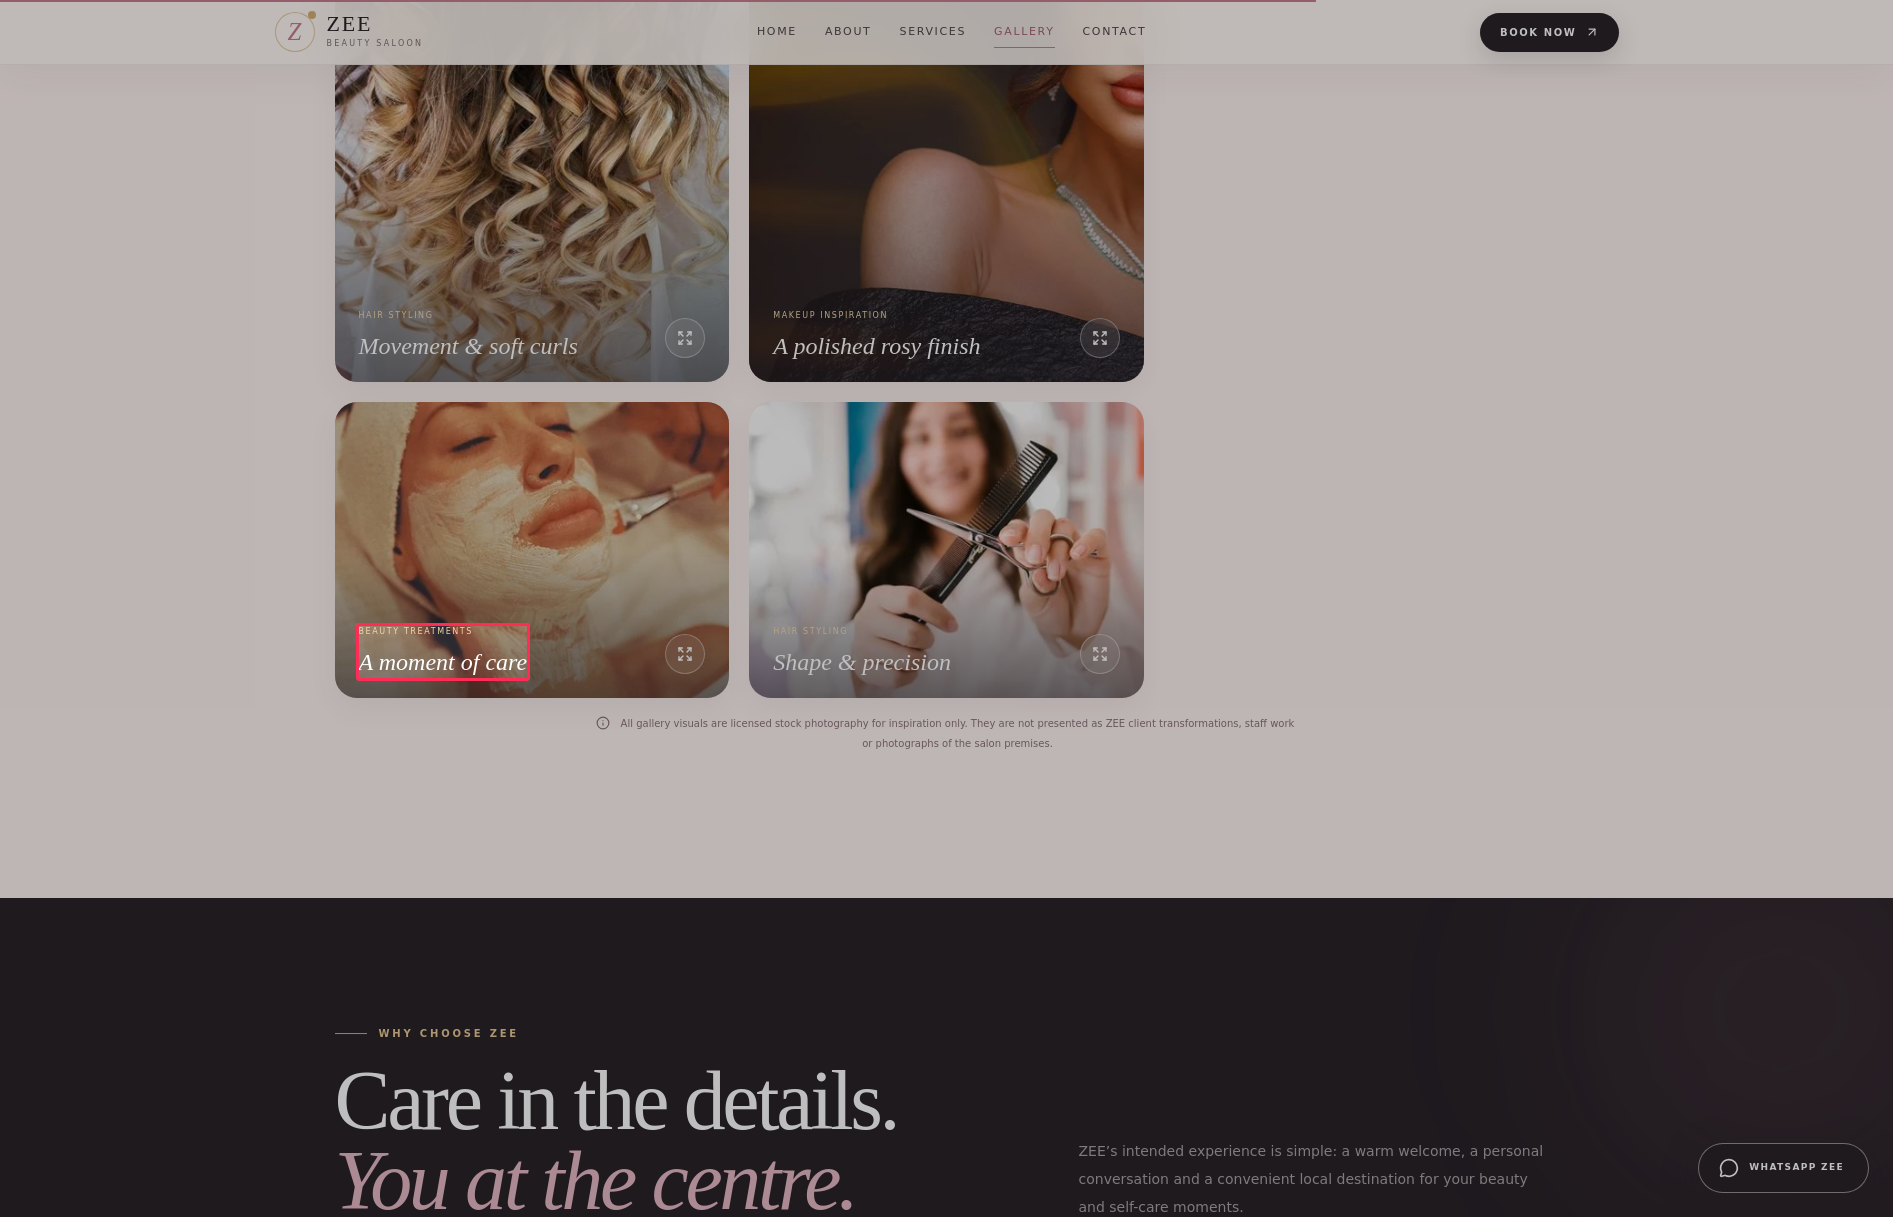 Z
ZEE
BEAUTY SALOON
HOME
ABOUT
SERVICES
GALLERY
CONTACT
BOOK NOW
HAIR STYLING
Movement & soft curls
MAKEUP INSPIRATION
A polished rosy finish
BEAUTY TREATMENTS
A moment of care
HAIR STYLING
Shape & precision
All gallery visuals are licensed stock photography for inspiration only. They are not presented as ZEE client transformations, staff work
or photographs of the salon premises.
WHY CHOOSE ZEE
Care in the details.
You at the centre.
ZEE’s intended experience is simple: a warm welcome, a personal
conversation and a convenient local destination for your beauty
and self-care moments.
WHATSAPP ZEE